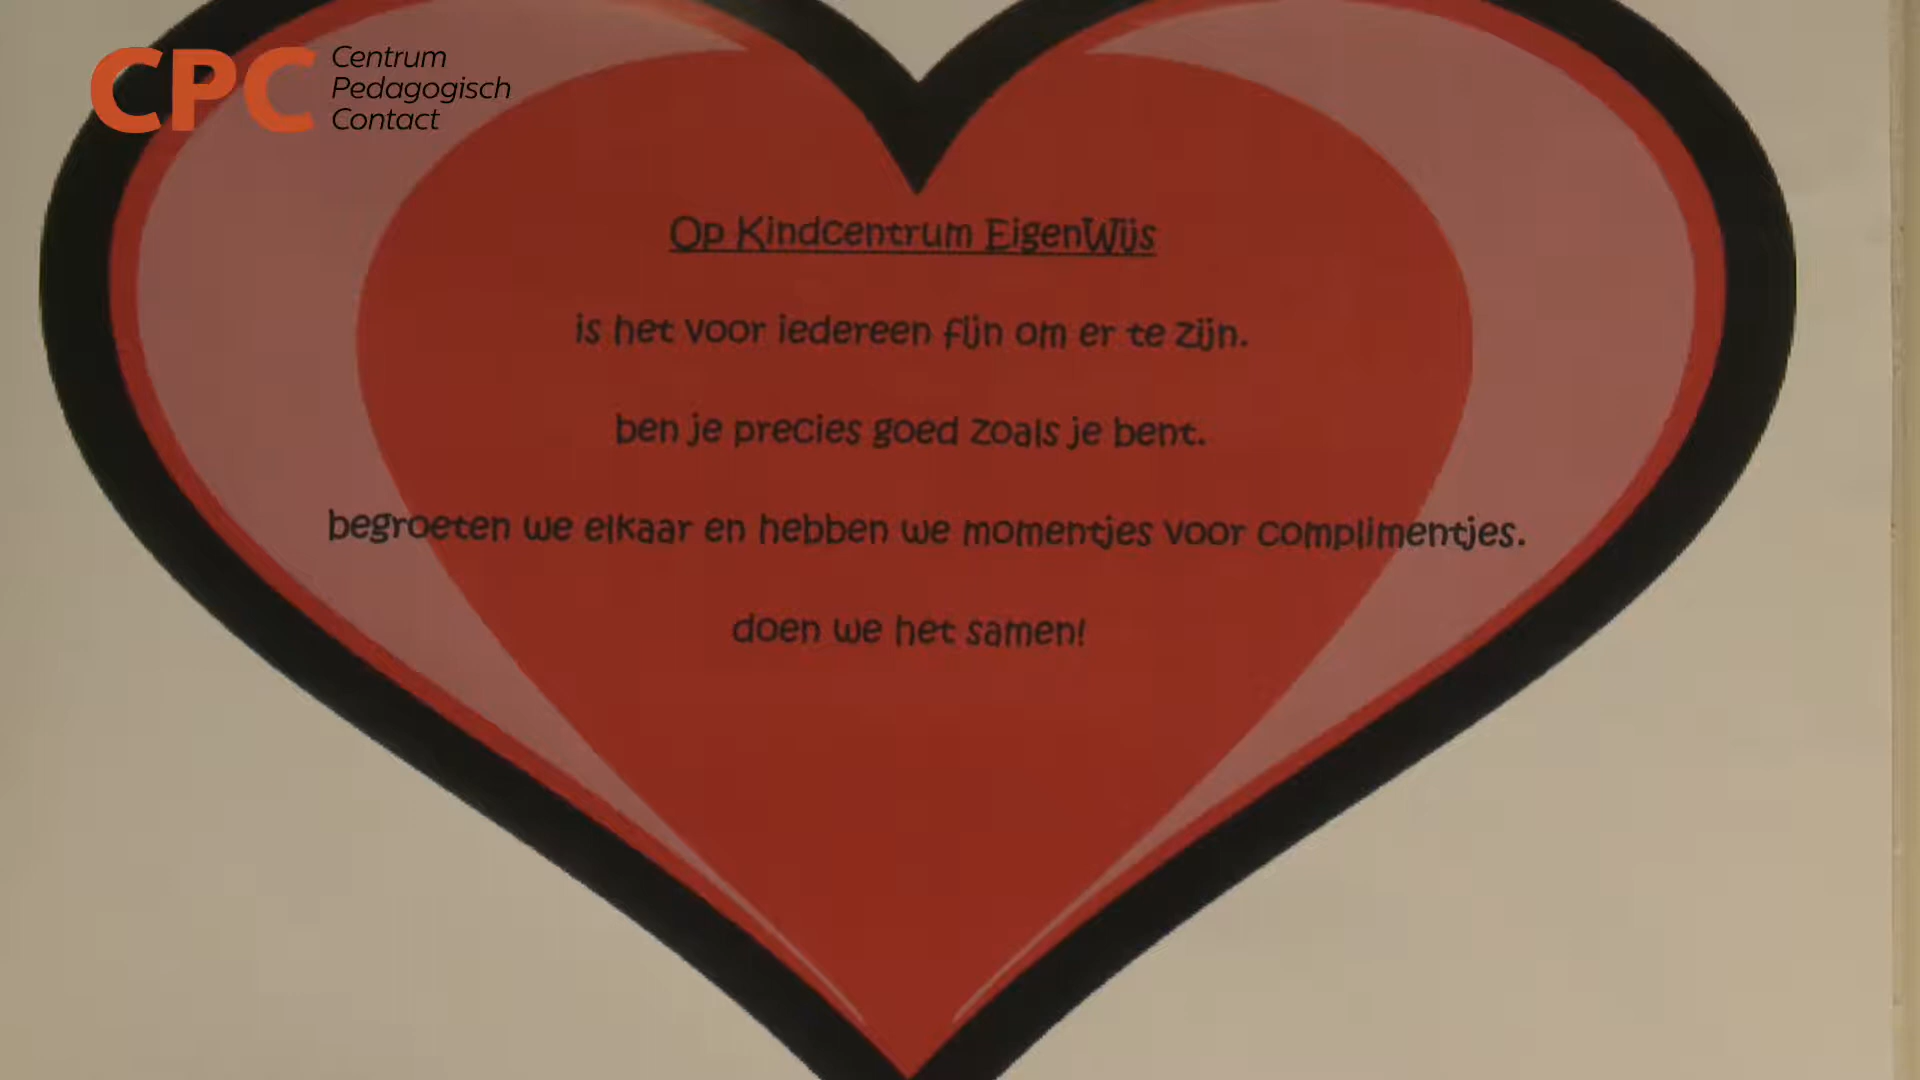 CPC
Centrum
Pedagogisch
Contact
Op Kindcentrum EigenWijs
is het voor iedereen fijn om er te zijn.
ben je precies goed zoals je bent.
begroeten we elkaar en hebben we momentjes voor complimentjes.
doen we het samen!